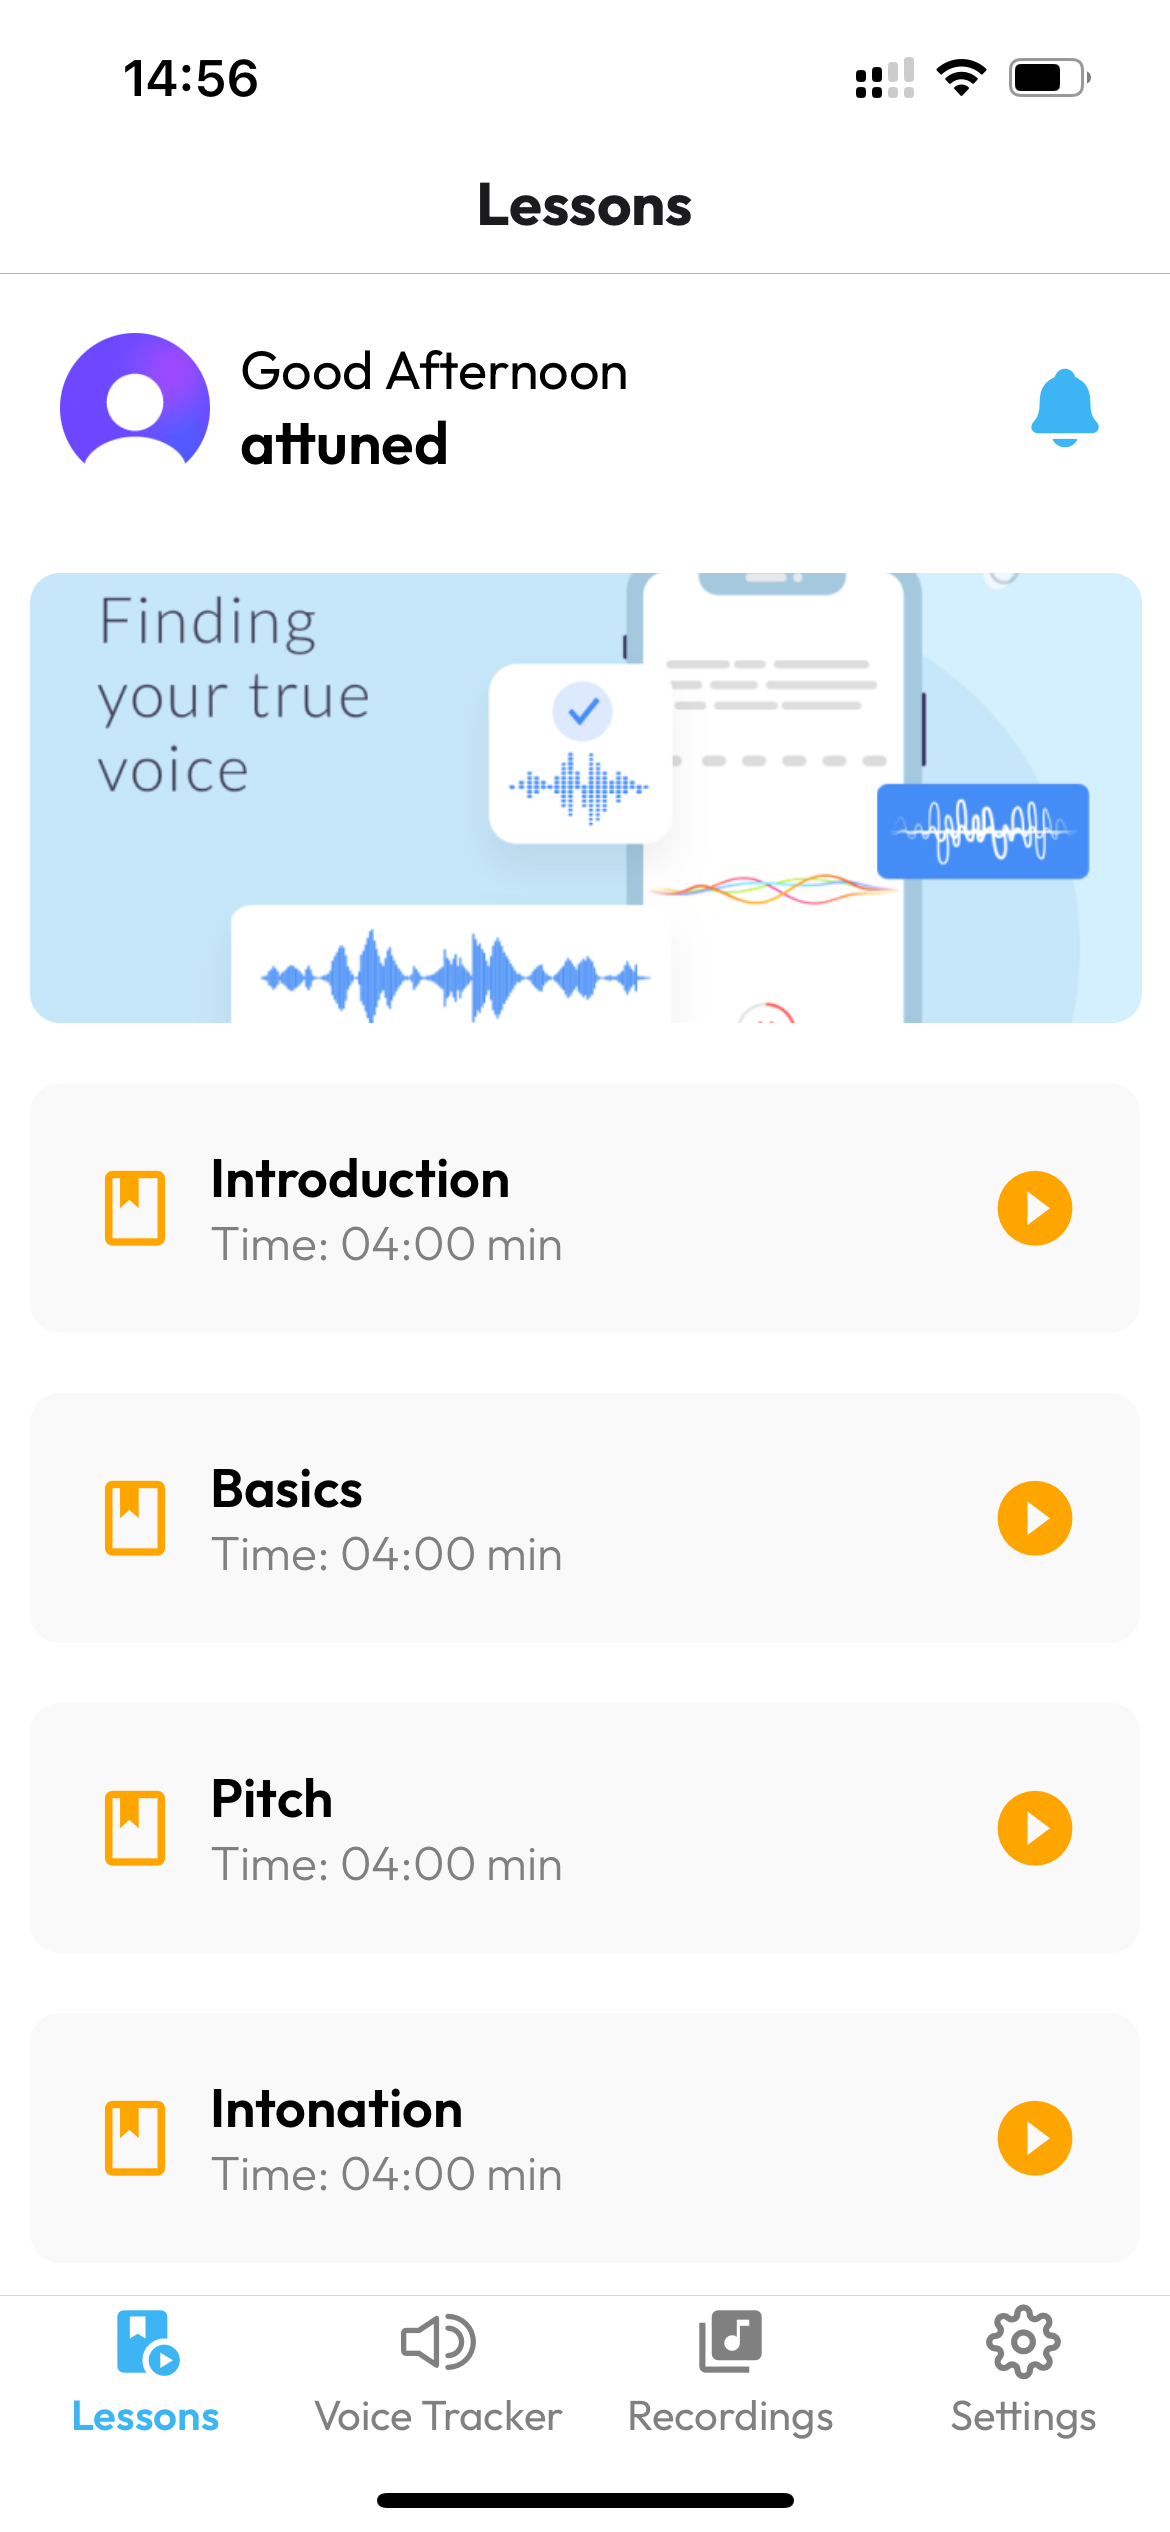 14:56
Lessons
Good Afternoon
attuned
Finding
your true
voice
Introduction
Time: 04:00 min
Basics
Time: 04:00 min
Pitch
Time: 04:00 min
Intonation
Time: 04:00 min
Lessons
Voice Tracker
Recordings
Settings